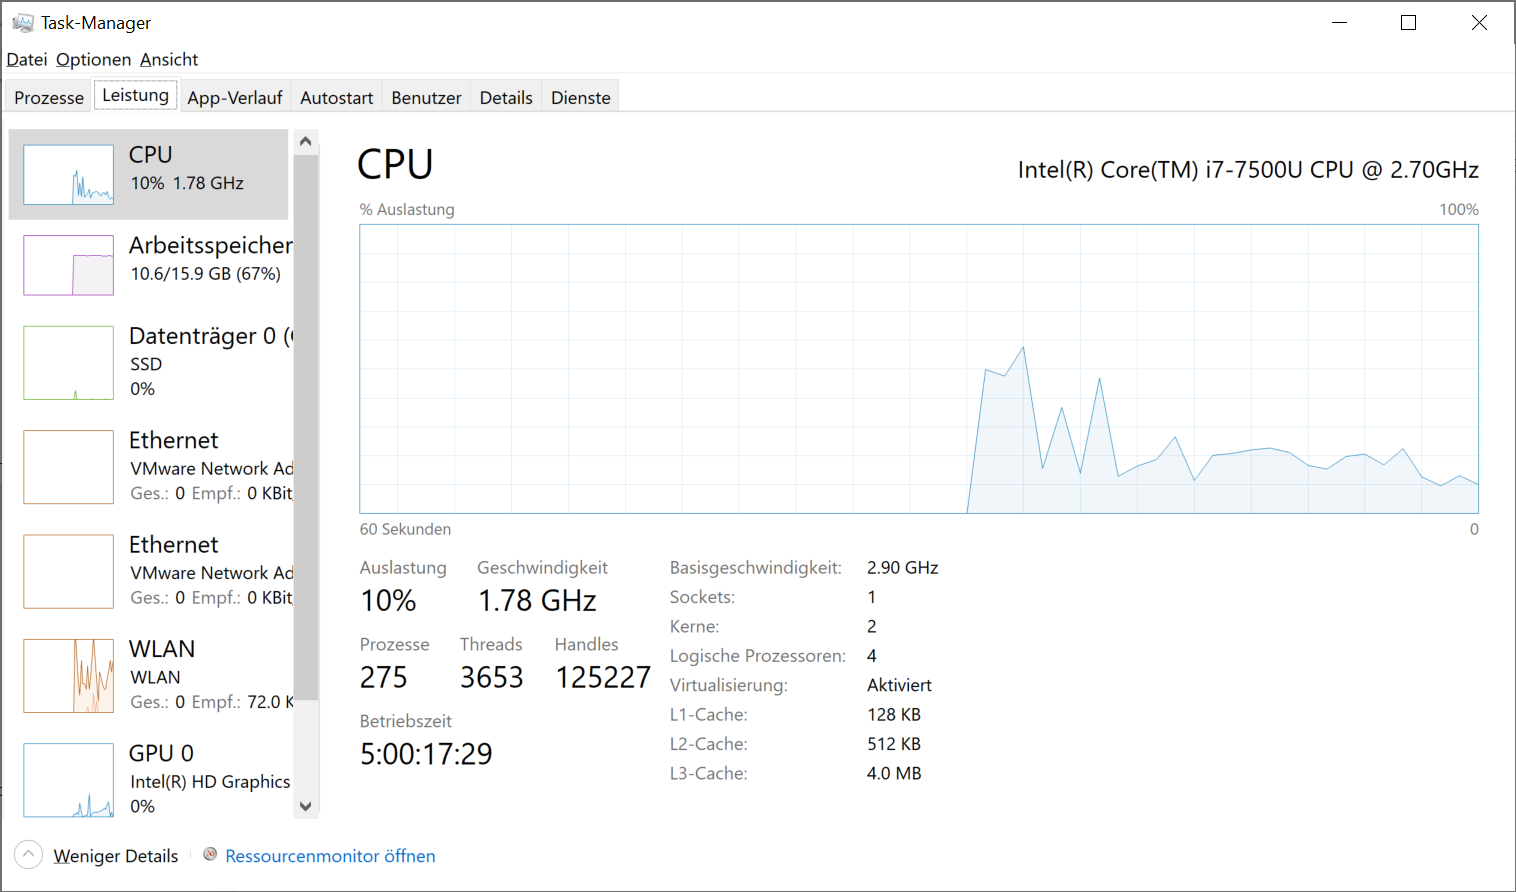 Task-Manager
Datei Optionen Ansicht
Prozesse Leistung App-Verlauf Autostart Benutzer Details Dienste
CPU
10% 1.78 GHz
Arbeitsspeicher
10.6/15.9 GB (67%)
Datenträger 0 (
SSD
0%
Ethernet
VMware Network Ad
Ges.: 0 Empf.: 0 KBit
Ethernet
VMware Network Ad
Ges.: 0 Empf.: 0 KBit
WLAN
WLAN
Ges.: 0 Empf.: 72.0 K
GPU 0
Intel(R) HD Graphics
0%
CPU
Intel(R) Core(TM) i7-7500U CPU @ 2.70GHz
% Auslastung 100%
60 Sekunden 0
Auslastung Geschwindigkeit
10% 1.78 GHz
Prozesse Threads Handles
275 3653 125227
Betriebszeit
5:00:17:29
Basisgeschwindigkeit: 2.90 GHz
Sockets: 1
Kerne: 2
Logische Prozessoren: 4
Virtualisierung: Aktiviert
L1-Cache: 128 KB
L2-Cache: 512 KB
L3-Cache: 4.0 MB
Weniger Details Ressourcenmonitor öffnen